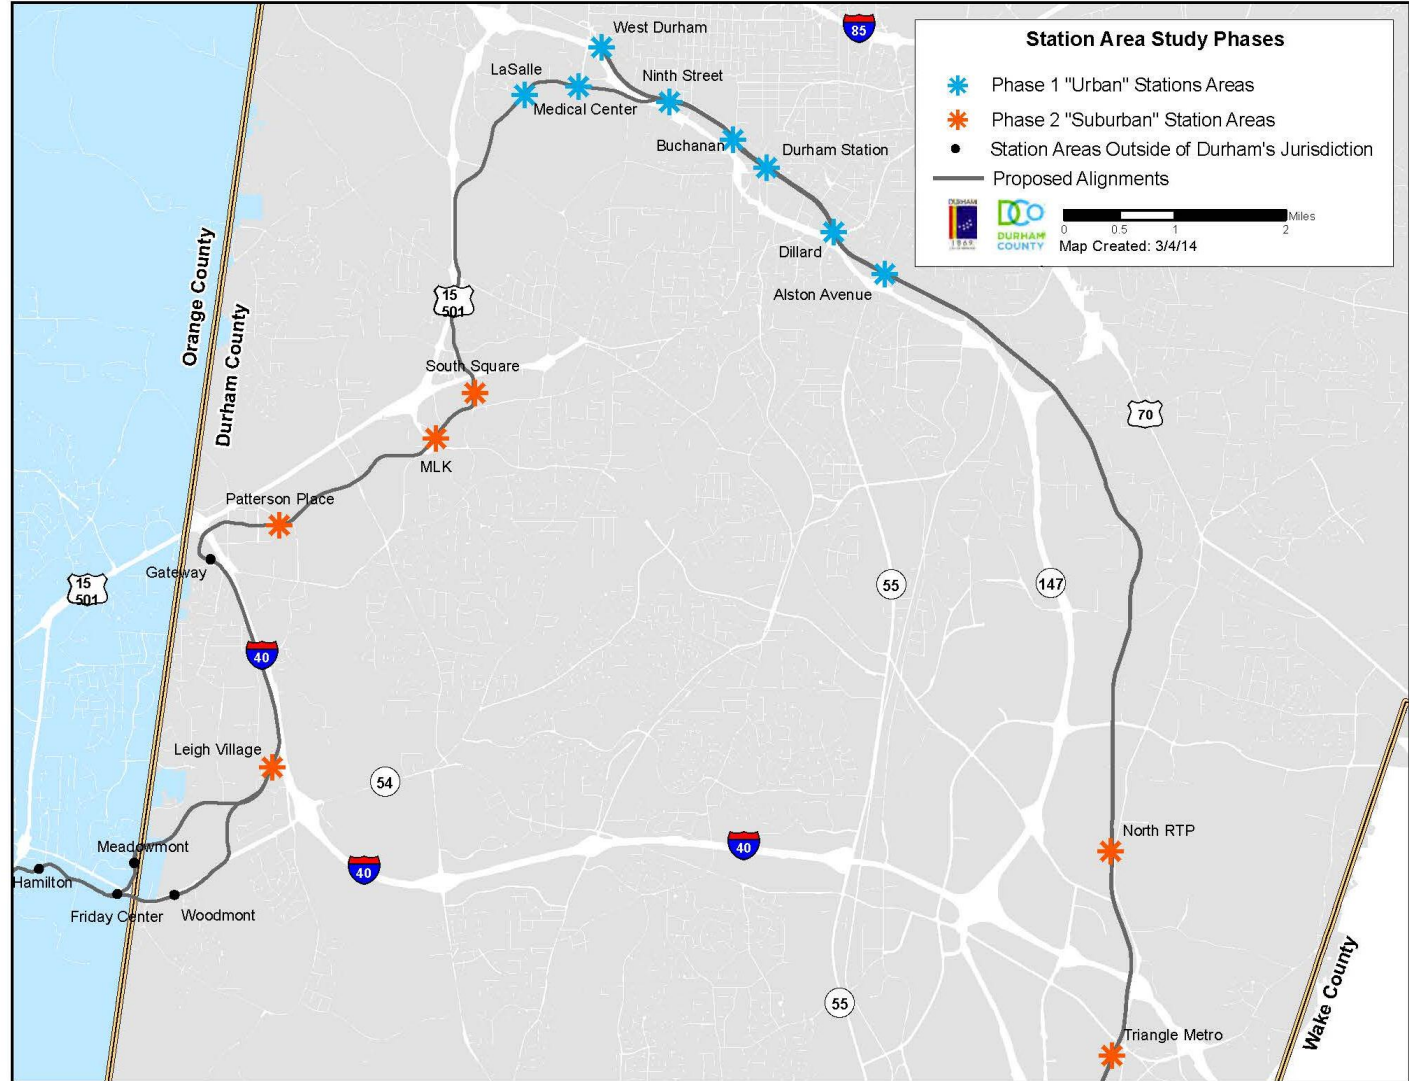 West Durham
85
Station Area Study Phases
LaSalle
Ninth Street
Phase 1 "Urban" Stations Areas
Medical Center
Phase 2 "Suburban" Station Areas
Buchanan
Durham Station
Station Areas Outside of Durham's Jurisdiction
Proposed Alignments
DURHAM
1869
DCO
DURHAM
COUNTY
0 0.5 1 2 Miles
Map Created: 3/4/14
Dillard
Alston Avenue
Orange County
Durham County
15
501
South Square
70
MLK
Patterson Place
Gateway
15
501
55
147
40
Leigh Village
54
North RTP
Meadowmont
40
40
Hamilton
Friday Center
Woodmont
Wake County
55
Triangle Metro